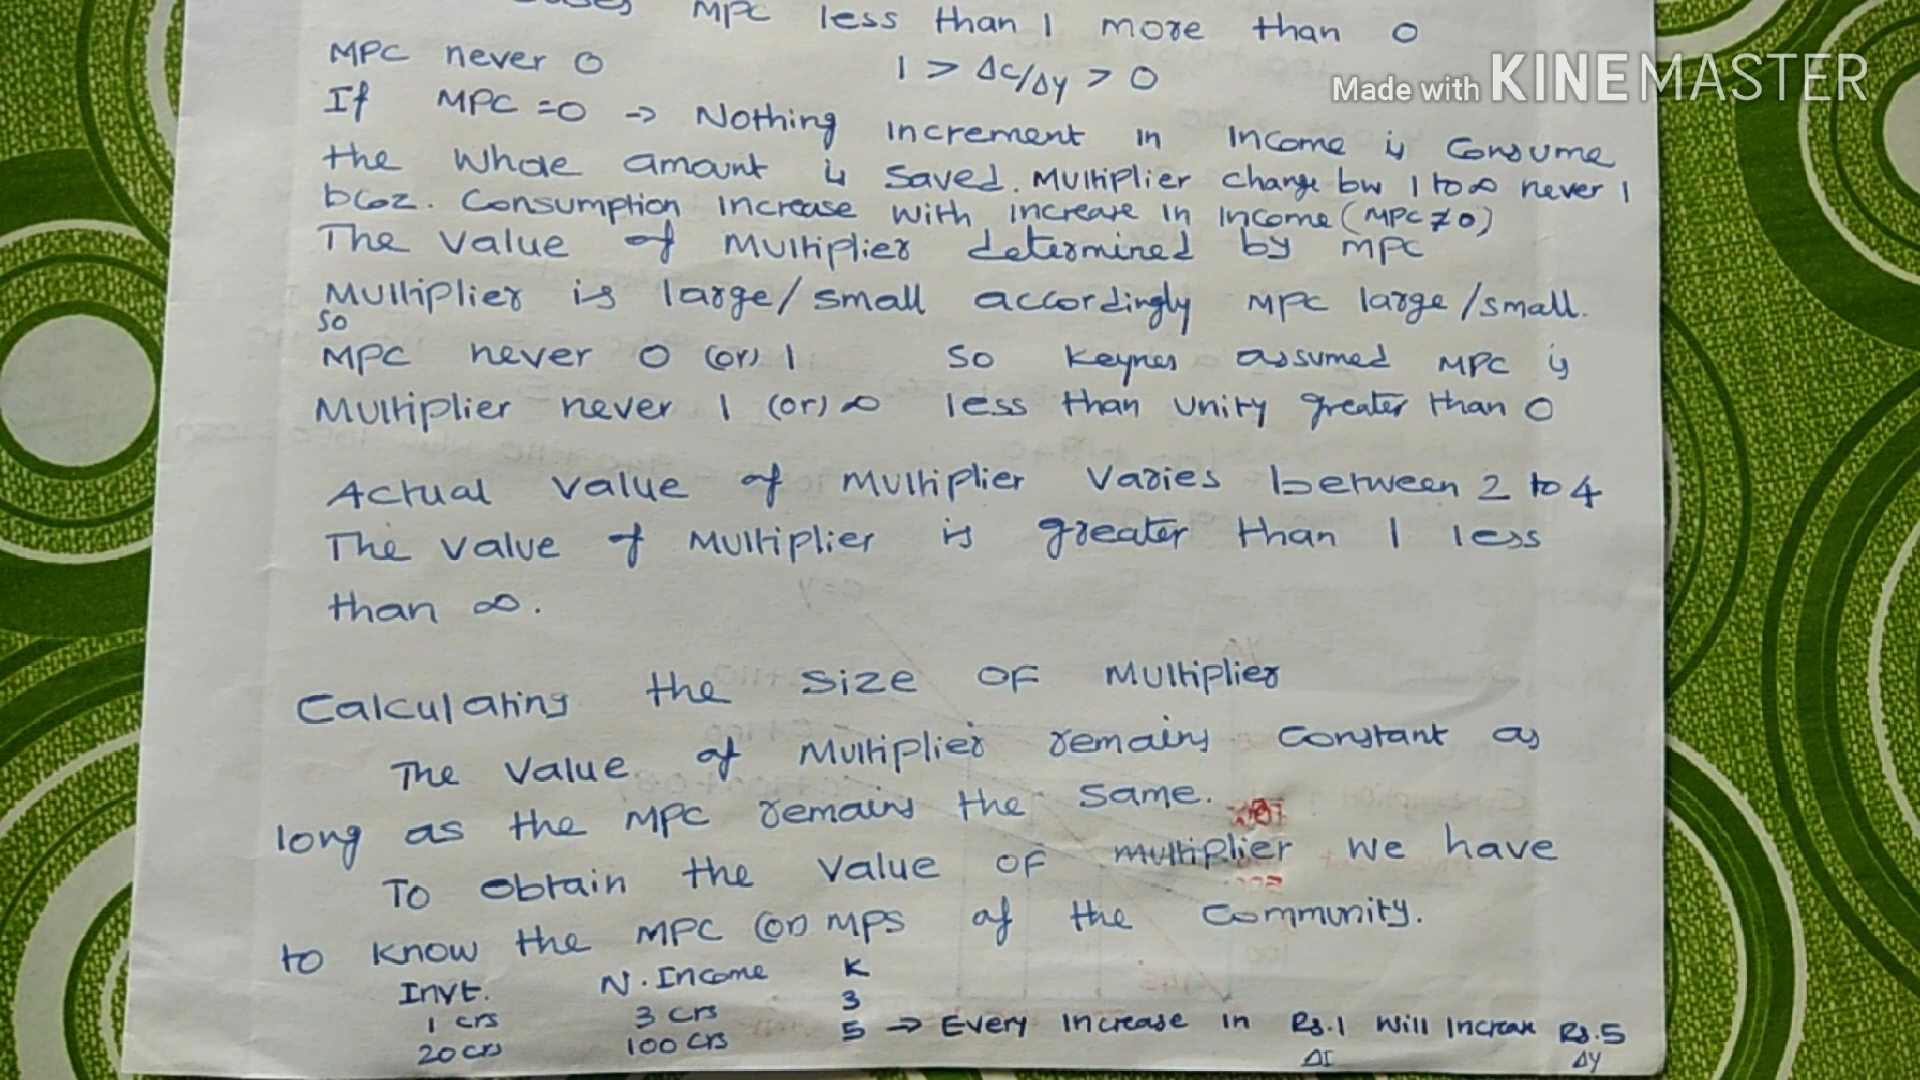 MPC less than 1 more than 0
MPC never 0 1 > ΔC/ΔY > 0
Made with KINEMASTER
If MPC =0 → Nothing increment in Income is Consume
the whole amount is saved. Multiplier change bw 1 to ∞ never 1
bcoz. Consumption increase with increase in Income (MPC≠0)
The value of Multiplier determined by MPC
Multiplier is large/small accordingly MPC large/small.
so
MPC never 0 (or) 1 So Keynes assumed MPC is
Multiplier never 1 (or) ∞ less than unity greater than 0
Actual value of Multiplier varies between 2 to 4
The value of Multiplier is greater than 1 less
than ∞.
Calculating the size of Multiplier
The value of Multiplier remains constant as
long as the MPC remains the same.
To obtain the value of multiplier we have
to know the MPC (or) MPS of the community.
Invt. N. Income K
1 crs 3 crs 3
20 crs 100 crs 5 → Every increase in Rs.1 will increase Rs.5
ΔI ΔY